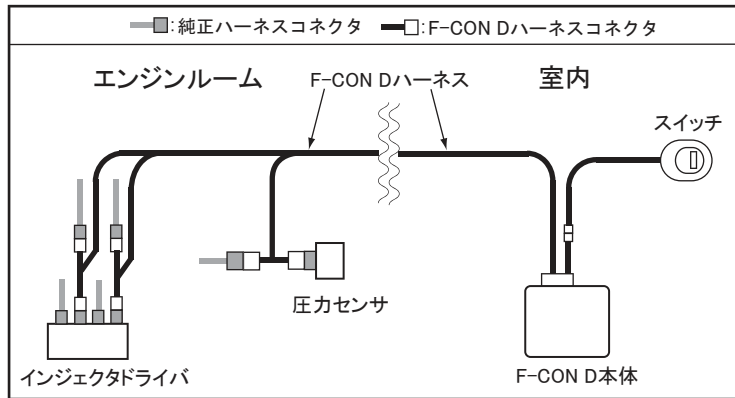 :純正ハーネスコネクタ :F-CON Dハーネスコネクタ
エンジンルーム
F-CON Dハーネス
室内
スイッチ
圧力センサ
インジェクタドライバ
F-CON D本体